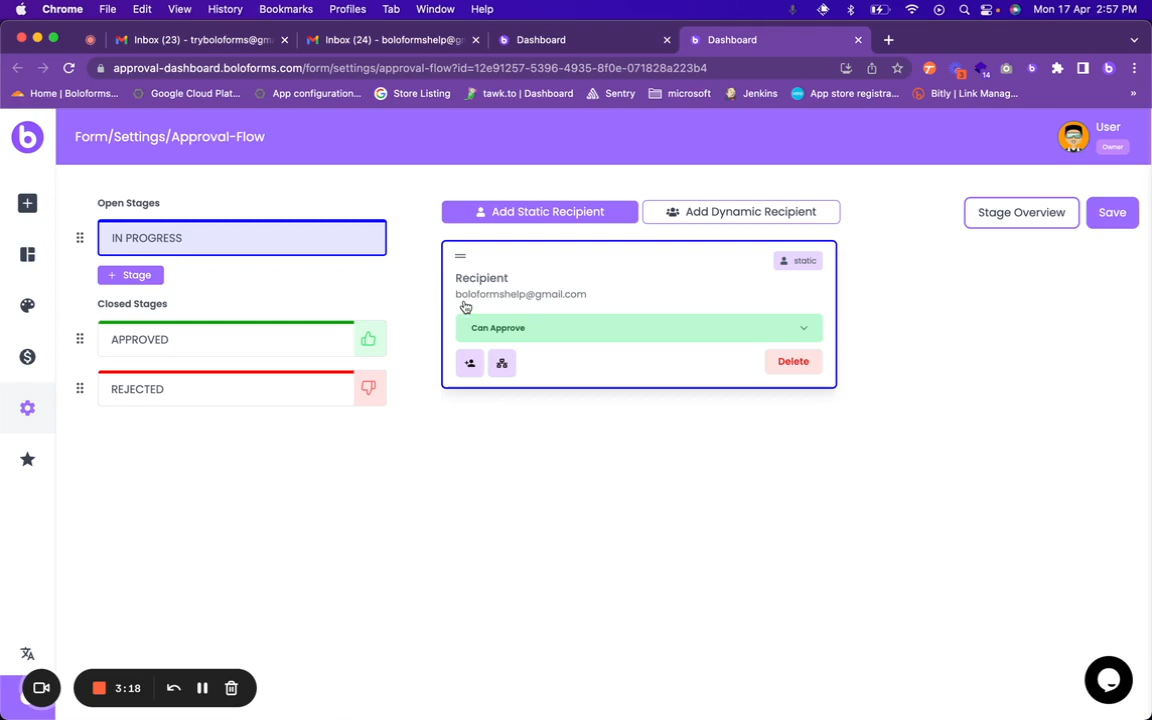 Chrome File Edit View History Bookmarks Profiles Tab Window Help Mon 17 Apr 2:57 PM
Inbox (23) - tryboloforms@gm Inbox (24) - boloformshelp@g Dashboard Dashboard
approval-dashboard.boloforms.com/form/settings/approval-flow?id=12e91257-5396-4935-8f0e-071828a223b4 3 14
Home | Boloforms... Google Cloud Plat... App configuration... Store Listing tawk.to | Dashboard Sentry microsoft Jenkins App store registra... Bitly | Link Manag... »
Form/Settings/Approval-Flow
User
Owner
Open Stages
IN PROGRESS
+ Stage
Closed Stages
APPROVED
REJECTED
Add Static Recipient Add Dynamic Recipient
Stage Overview Save
static
Recipient
boloformshelp@gmail.com
Can Approve
Delete
3:18